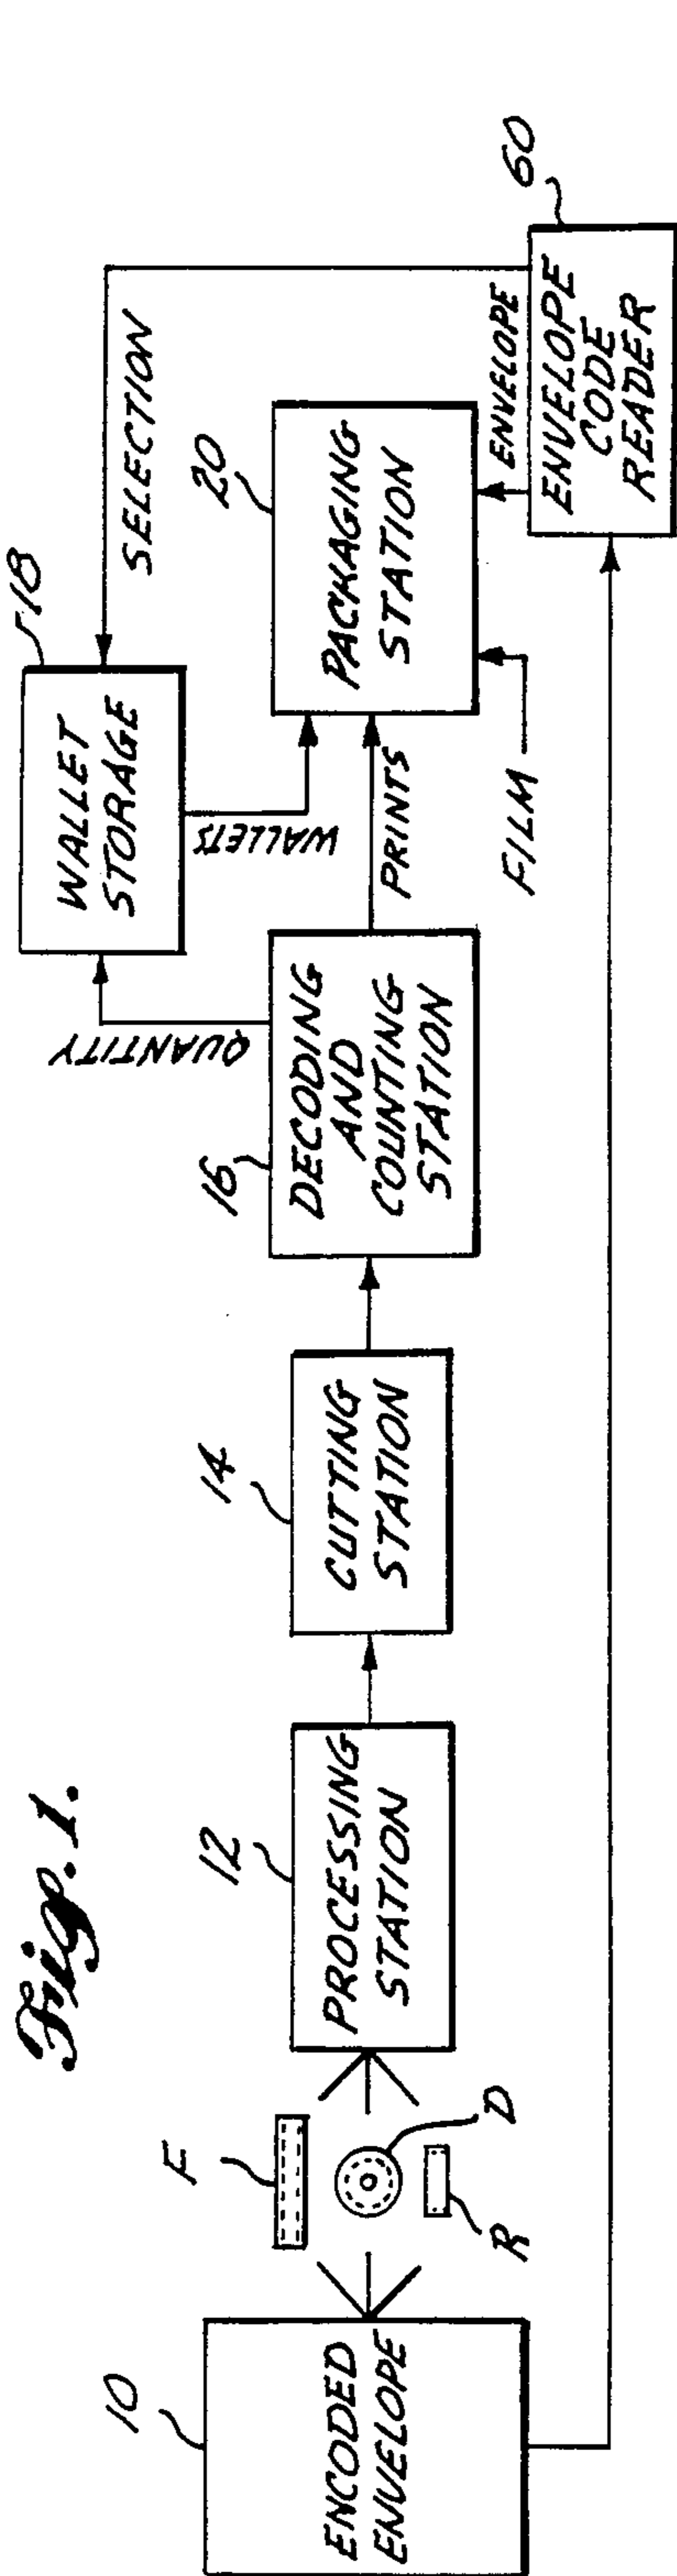 Fig. 1.
10
ENCODED
ENVELOPE
F
D
R
12
PROCESSING
STATION
14
CUTTING
STATION
16
DECODING
AND
COUNTING
STATION
QUANTITY
18
WALLET
STORAGE
WALLETS
PRINTS
SELECTION
20
PACKAGING
STATION
FILM
ENVELOPE
60
ENVELOPE
CODE
READER